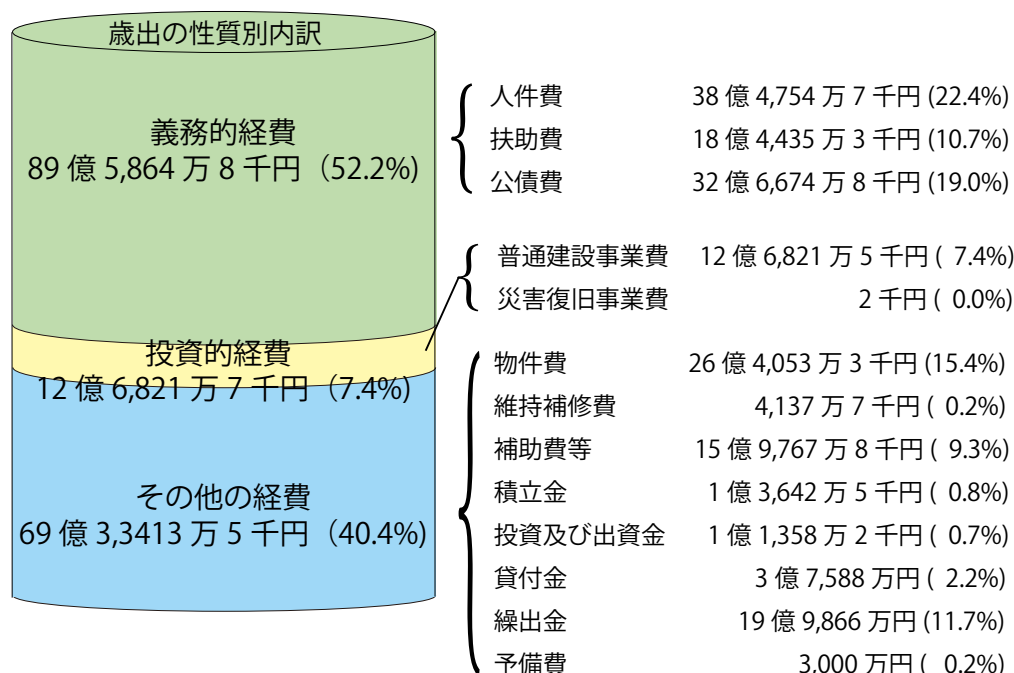 歳出の性質別内訳
義務的経費
89 億 5,864 万 8 千円（52.2%)
人件費 38 億 4,754 万 7 千円 (22.4%)
扶助費 18 億 4,435 万 3 千円 (10.7%)
公債費 32 億 6,674 万 8 千円 (19.0%)
投資的経費
12 億 6,821 万 7 千円（7.4%)
普通建設事業費 12 億 6,821 万 5 千円 ( 7.4%)
災害復旧事業費 2 千円 ( 0.0%)
その他の経費
69 億 3,3413 万 5 千円（40.4%)
物件費 26 億 4,053 万 3 千円 (15.4%)
維持補修費 4,137 万 7 千円 ( 0.2%)
補助費等 15 億 9,767 万 8 千円 ( 9.3%)
積立金 1 億 3,642 万 5 千円 ( 0.8%)
投資及び出資金 1 億 1,358 万 2 千円 ( 0.7%)
貸付金 3 億 7,588 万円 ( 2.2%)
繰出金 19 億 9,866 万円 (11.7%)
予備費 3,000 万円 ( 0.2%)